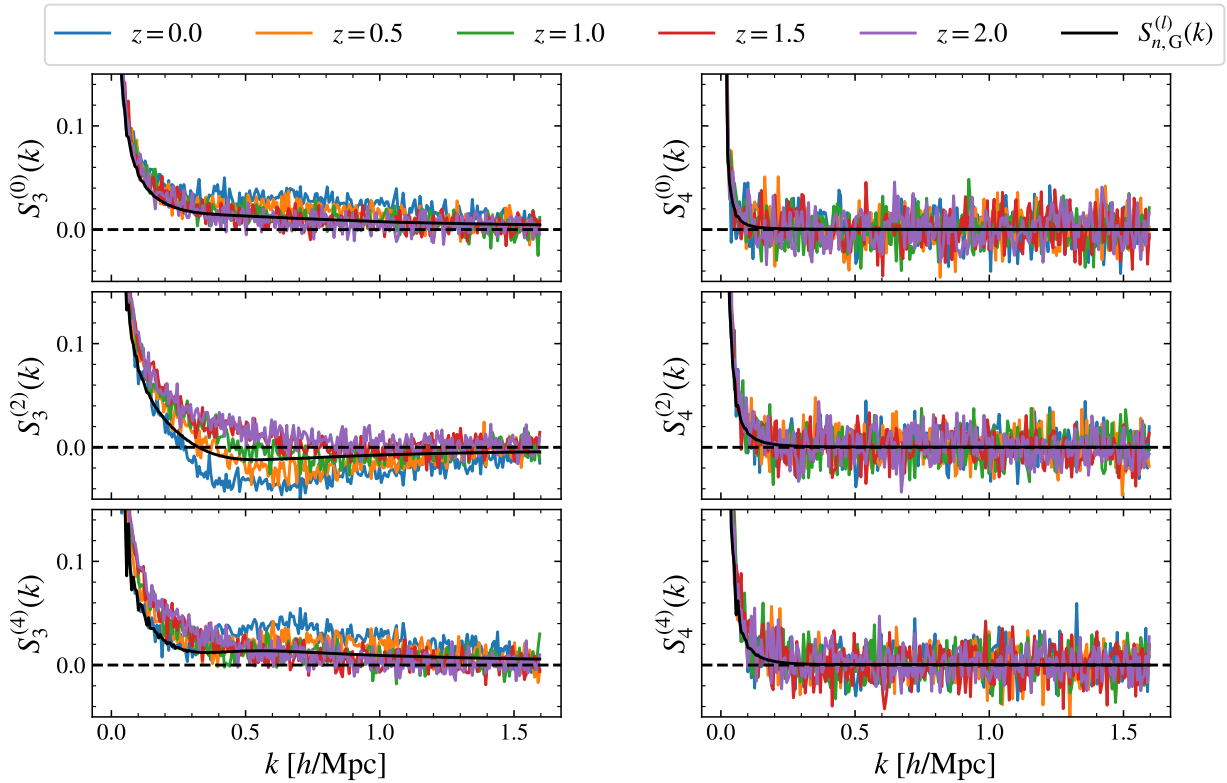 z = 0.0 z = 0.5 z = 1.0 z = 1.5 z = 2.0 S_{n,G}^{(l)}(k)
0.1
0.0
S_3^{(0)}(k)
S_4^{(0)}(k)
0.1
0.0
S_3^{(2)}(k)
S_4^{(2)}(k)
0.1
0.0
S_3^{(4)}(k)
S_4^{(4)}(k)
0.0 0.5 1.0 1.5
0.0 0.5 1.0 1.5
k [h/Mpc]
k [h/Mpc]